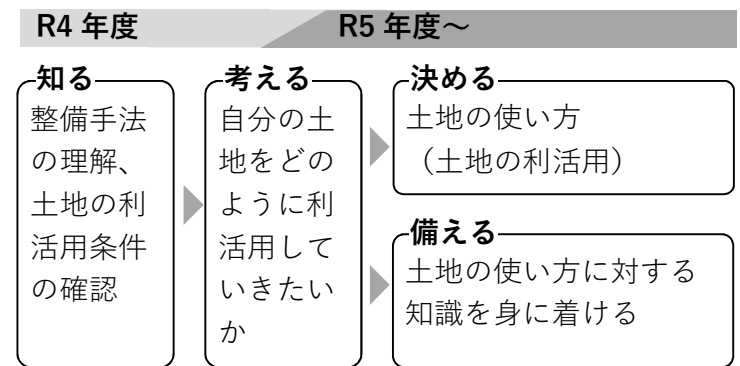 R4 年度
R5 年度～
知る
整備手法
の理解、
土地の利
活用条件
の確認
考える
自分の土
地をどの
ように利
活用して
いきたい
か
決める
土地の使い方
（土地の利活用）
備える
土地の使い方に対する
知識を身に着ける